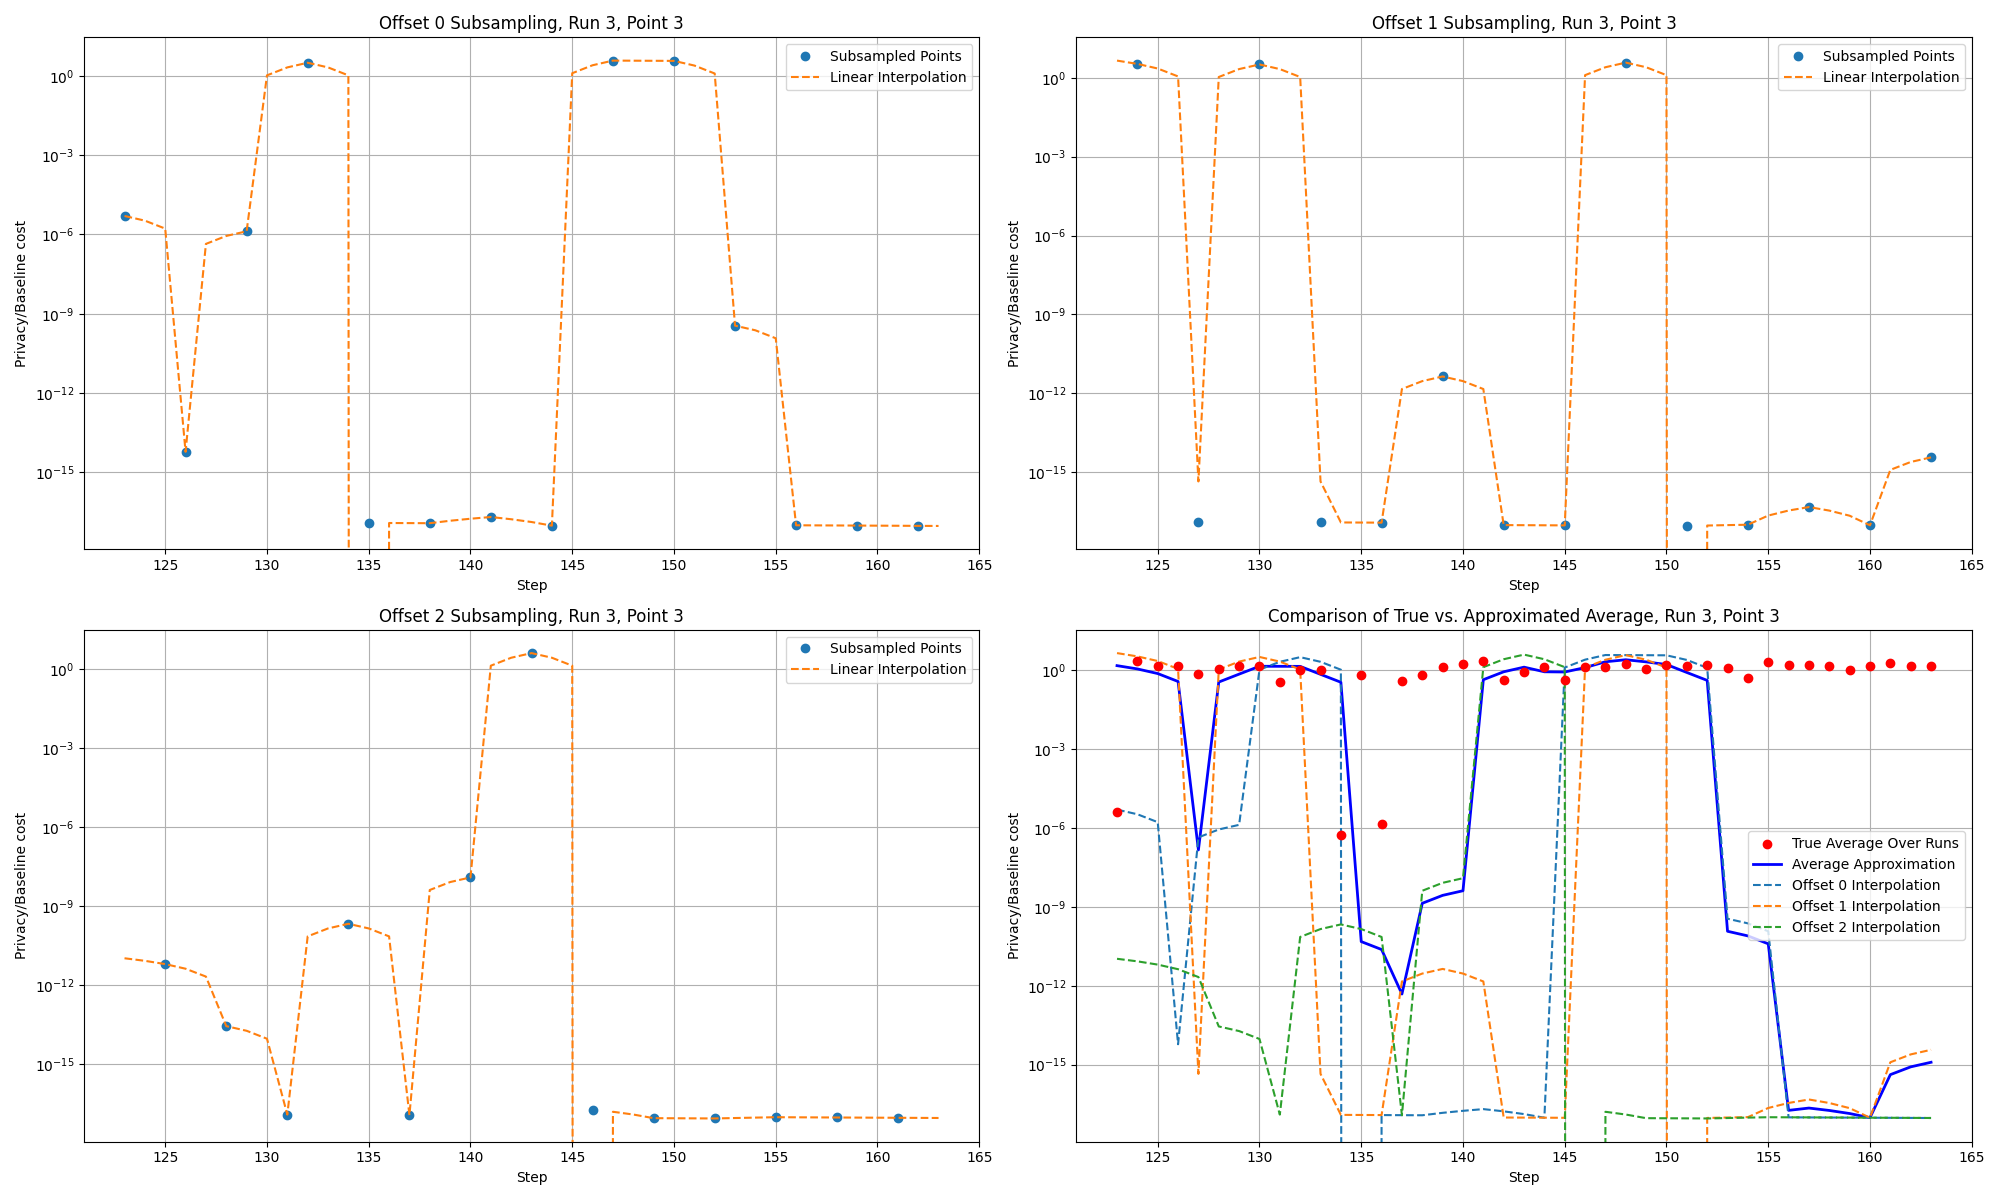 Offset 0 Subsampling, Run 3, Point 3
Privacy/Baseline cost
10^0
10^-3
10^-6
10^-9
10^-12
10^-15
Subsampled Points
Linear Interpolation
125 130 135 140 145 150 155 160 165
Step
Offset 1 Subsampling, Run 3, Point 3
Privacy/Baseline cost
10^0
10^-3
10^-6
10^-9
10^-12
10^-15
Subsampled Points
Linear Interpolation
125 130 135 140 145 150 155 160 165
Step
Offset 2 Subsampling, Run 3, Point 3
Privacy/Baseline cost
10^0
10^-3
10^-6
10^-9
10^-12
10^-15
Subsampled Points
Linear Interpolation
125 130 135 140 145 150 155 160 165
Step
Comparison of True vs. Approximated Average, Run 3, Point 3
Privacy/Baseline cost
10^0
10^-3
10^-6
10^-9
10^-12
10^-15
True Average Over Runs
Average Approximation
Offset 0 Interpolation
Offset 1 Interpolation
Offset 2 Interpolation
125 130 135 140 145 150 155 160 165
Step